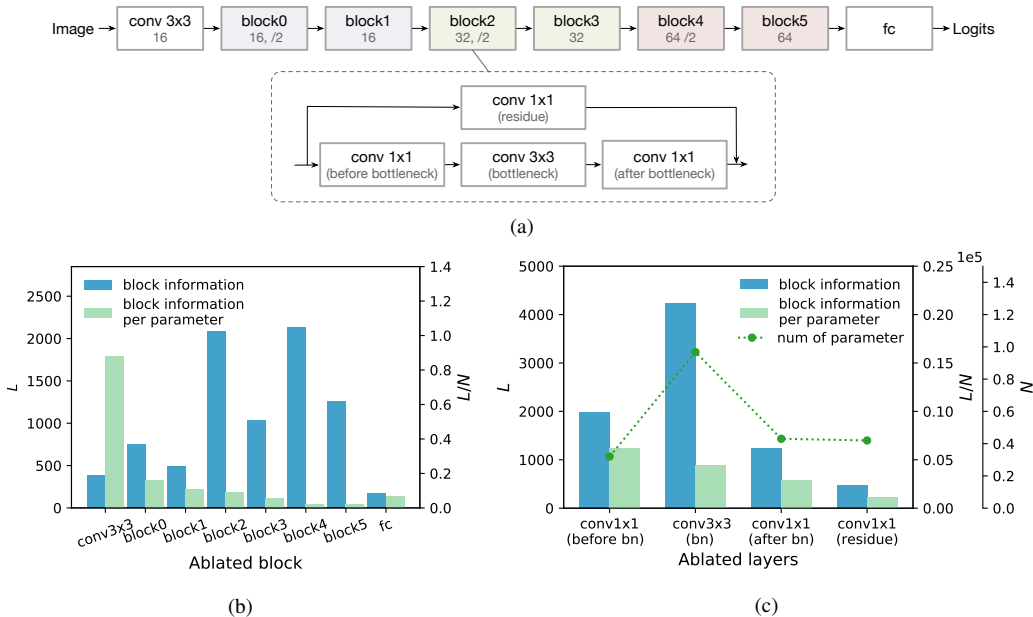 Image
conv 3x3
16
block0
16, /2
block1
16
block2
32, /2
block3
32
block4
64 /2
block5
64
fc
Logits
conv 1x1
(residue)
conv 1x1
(before bottleneck)
conv 3x3
(bottleneck)
conv 1x1
(after bottleneck)
(a)
block information
block information
per parameter
L
2500
2000
1500
1000
500
0
1.4
1.2
1.0
0.8
0.6
0.4
0.2
0.0
L/N
conv3x3
block0
block1
block2
block3
block4
block5
fc
Ablated block
(b)
block information
block information
per parameter
num of parameter
L
5000
4000
3000
2000
1000
0
0.25
0.20
0.15
0.10
0.05
0.00
L/N
1e5
1.4
1.2
1.0
0.8
0.6
0.4
0.2
0.0
N
conv1x1
(before bn)
conv3x3
(bn)
conv1x1
(after bn)
conv1x1
(residue)
Ablated layers
(c)